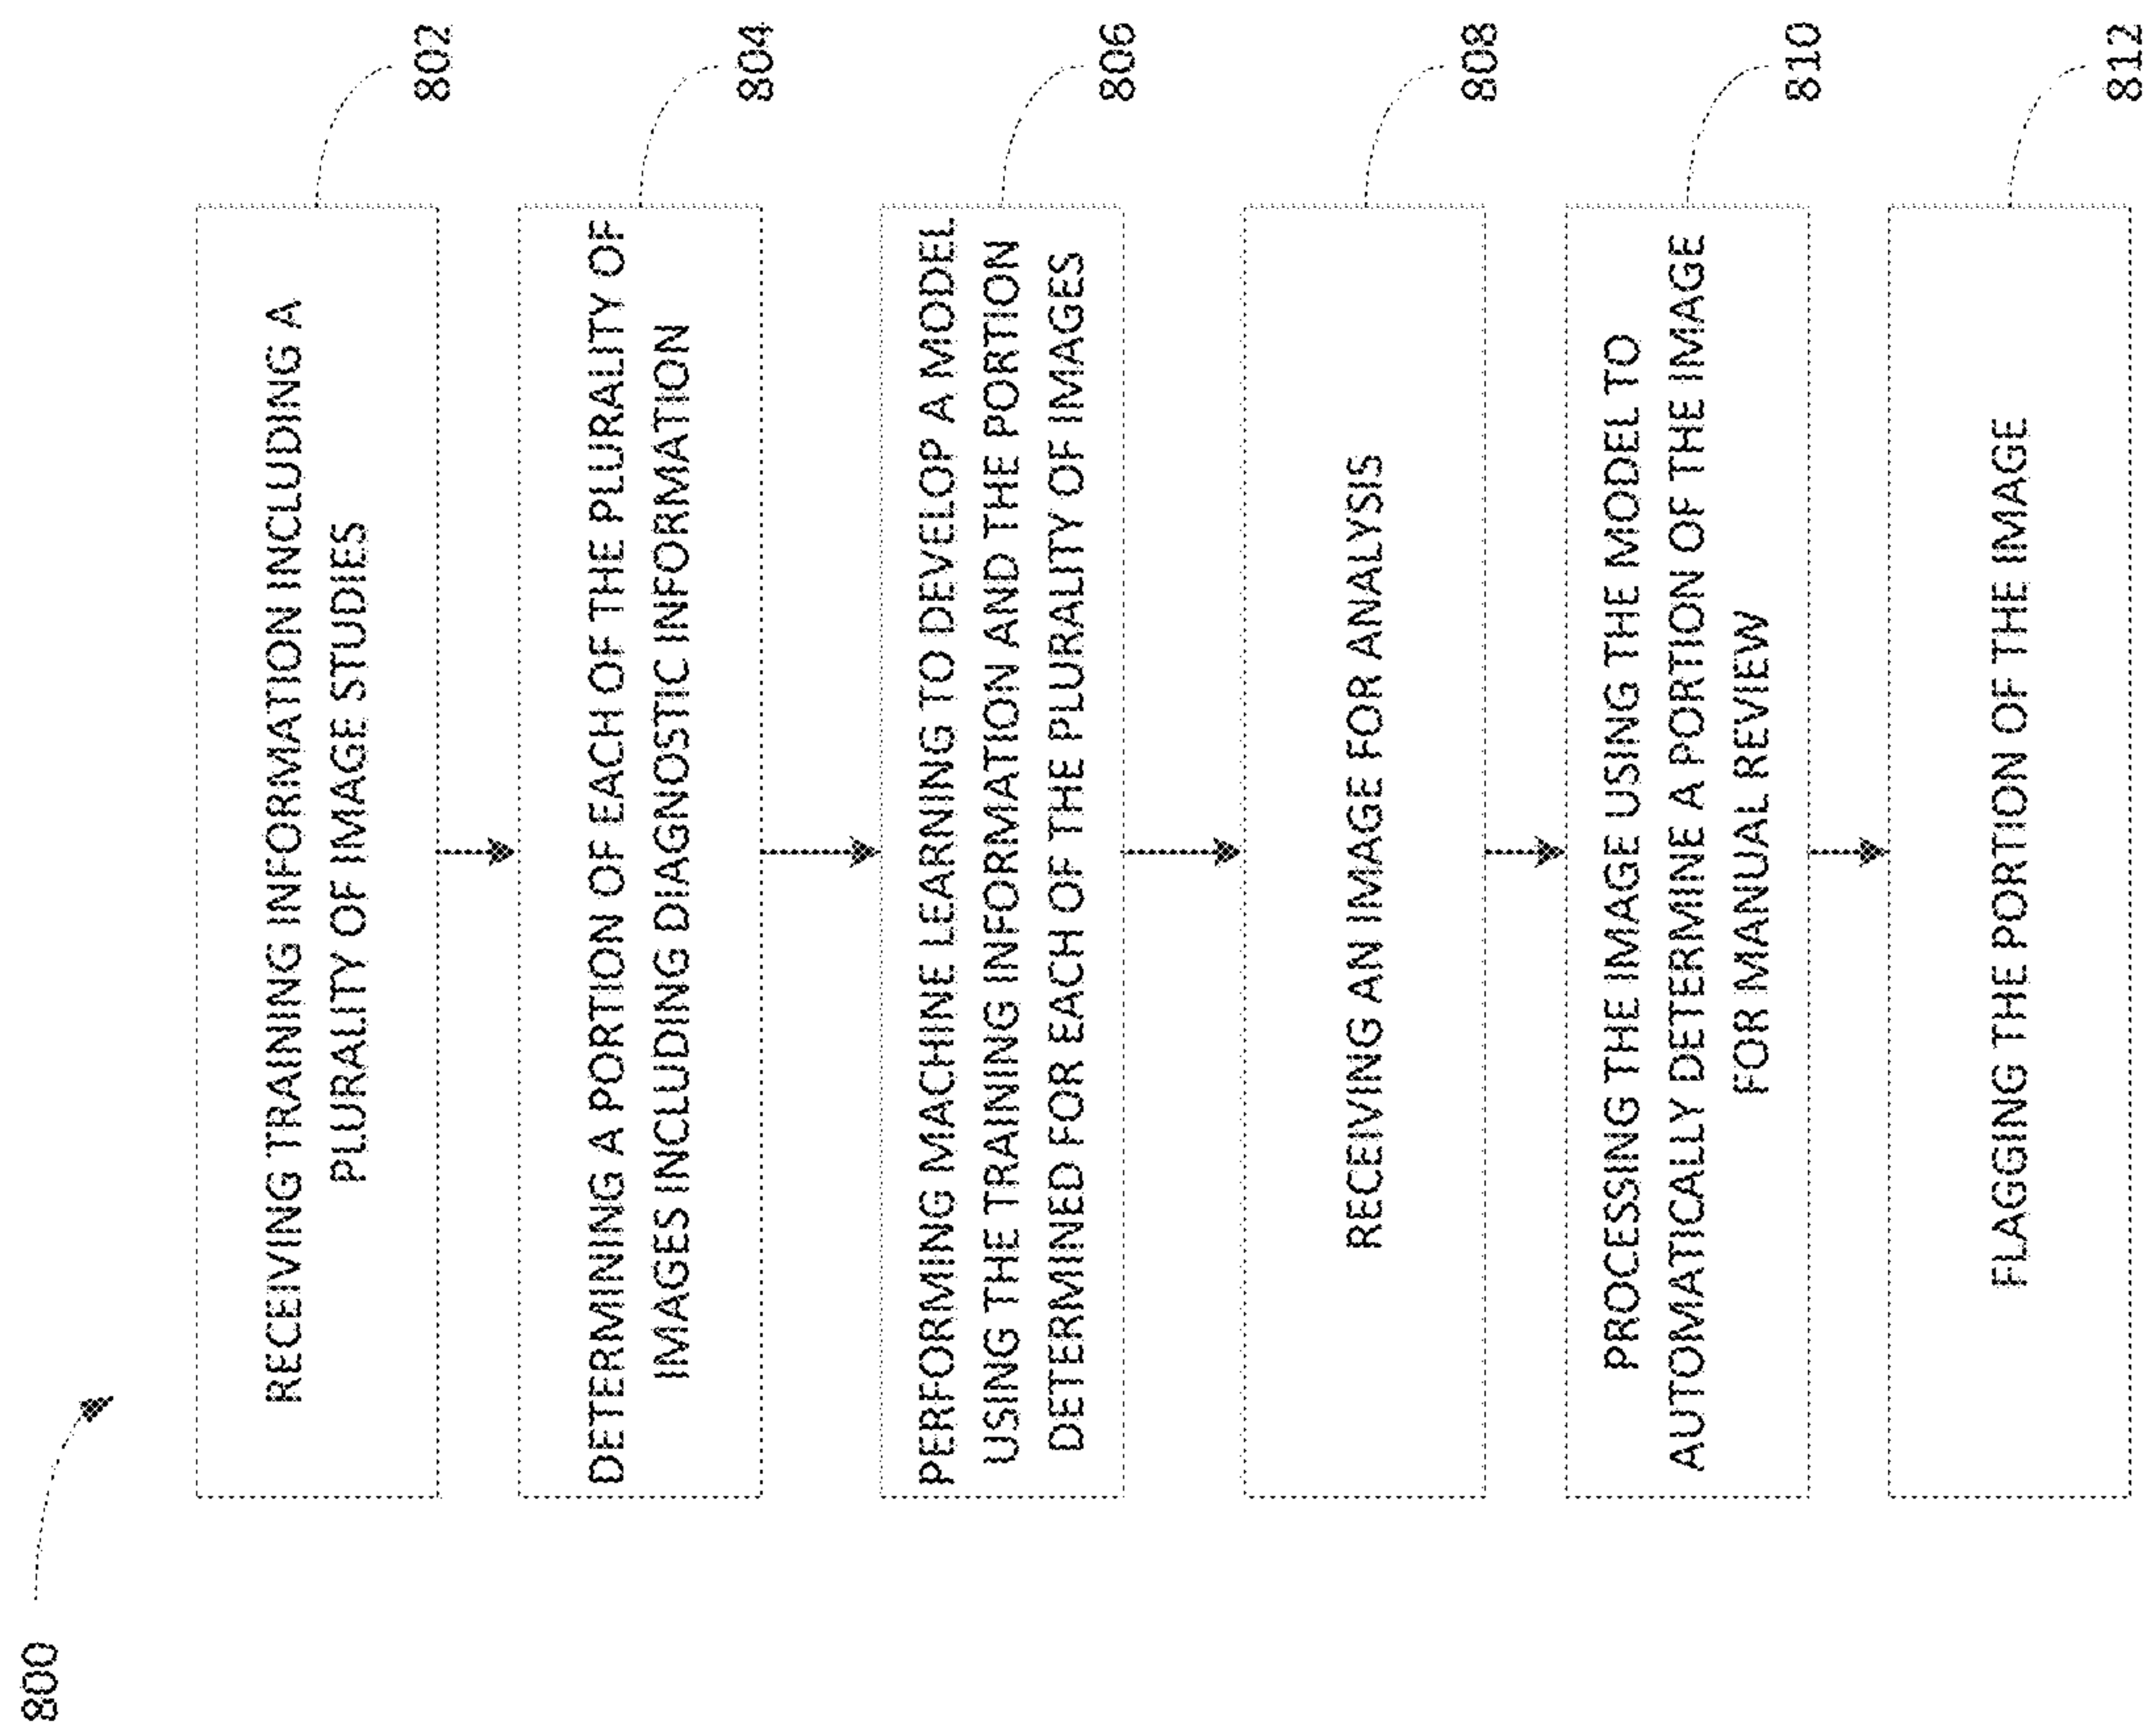 800
RECEIVING TRAINING INFORMATION INCLUDING A
PLURALITY OF IMAGE STUDIES
802
DETERMINING A PORTION OF EACH OF THE PLURALITY OF
IMAGES INCLUDING DIAGNOSTIC INFORMATION
804
PERFORMING MACHINE LEARNING TO DEVELOP A MODEL
USING THE TRAINING INFORMATION AND THE PORTION
DETERMINED FOR EACH OF THE PLURALITY OF IMAGES
806
RECEIVING AN IMAGE FOR ANALYSIS
808
PROCESSING THE IMAGE USING THE MODEL TO
AUTOMATICALLY DETERMINE A PORTION OF THE IMAGE
FOR MANUAL REVIEW
810
FLAGGING THE PORTION OF THE IMAGE
812